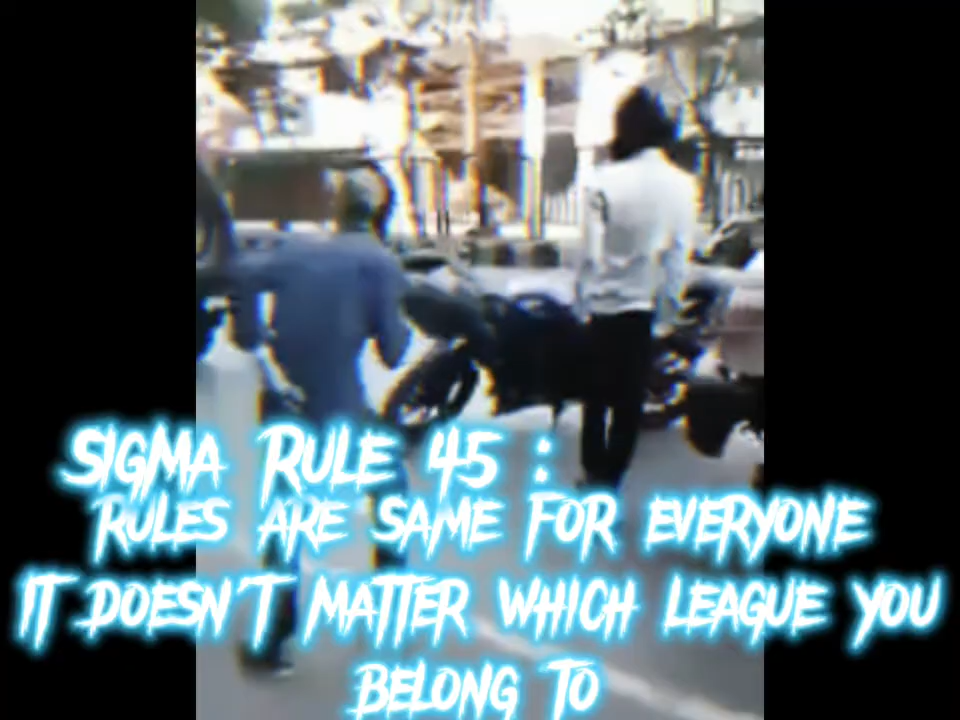 SIGMA RULE 45 :
RULES ARE SAME FOR EVERYONE
IT DOESN'T MATTER WHICH LEAGUE YOU
BELONG TO